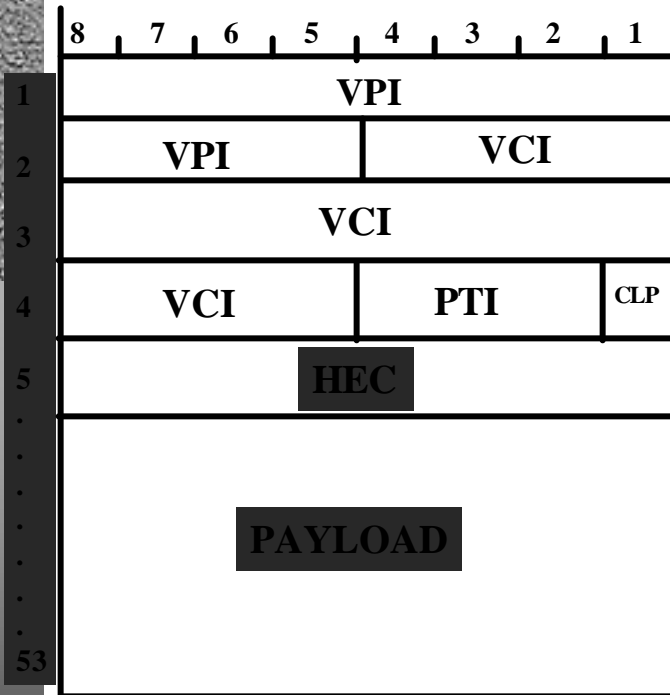 8 7 6 5 4 3 2 1
1 VPI
2 VPI VCI
3 VCI
4 VCI PTI CLP
5 HEC
.
.
.
.
.
.
.
PAYLOAD
53